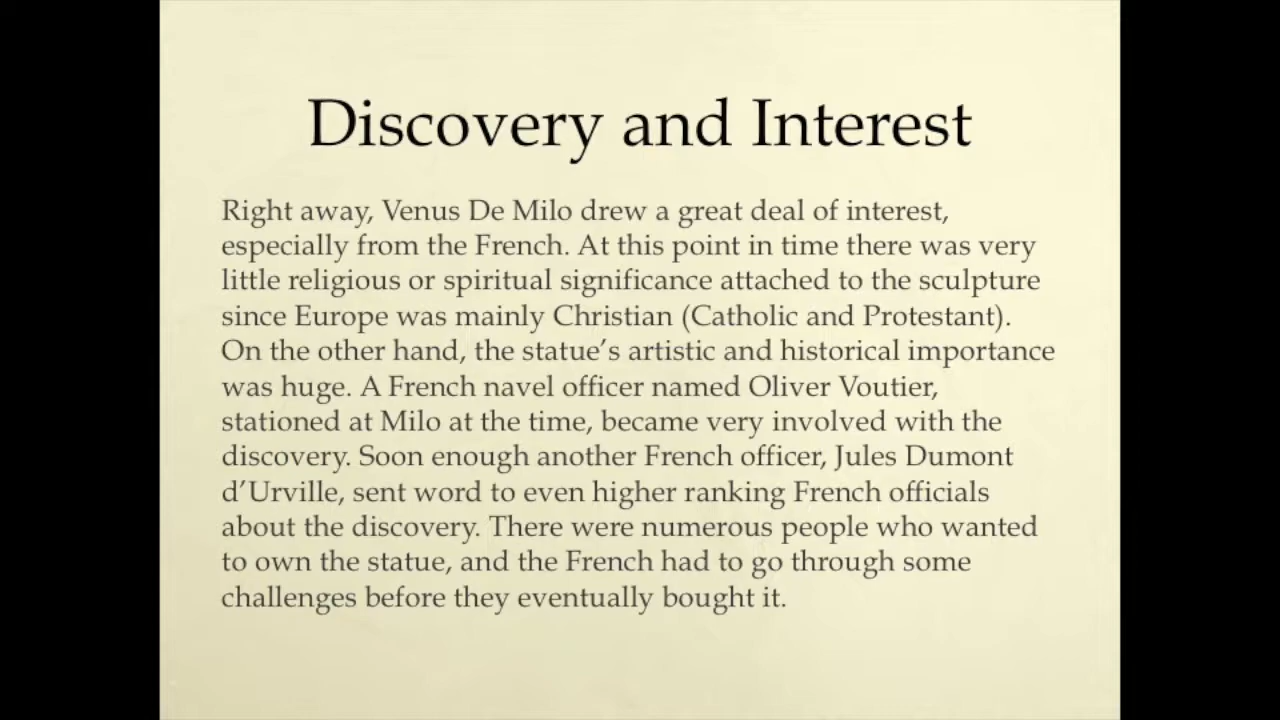 Discovery and Interest
Right away, Venus De Milo drew a great deal of interest,
especially from the French. At this point in time there was very
little religious or spiritual significance attached to the sculpture
since Europe was mainly Christian (Catholic and Protestant).
On the other hand, the statue’s artistic and historical importance
was huge. A French navel officer named Oliver Voutier,
stationed at Milo at the time, became very involved with the
discovery. Soon enough another French officer, Jules Dumont
d’Urville, sent word to even higher ranking French officials
about the discovery. There were numerous people who wanted
to own the statue, and the French had to go through some
challenges before they eventually bought it.